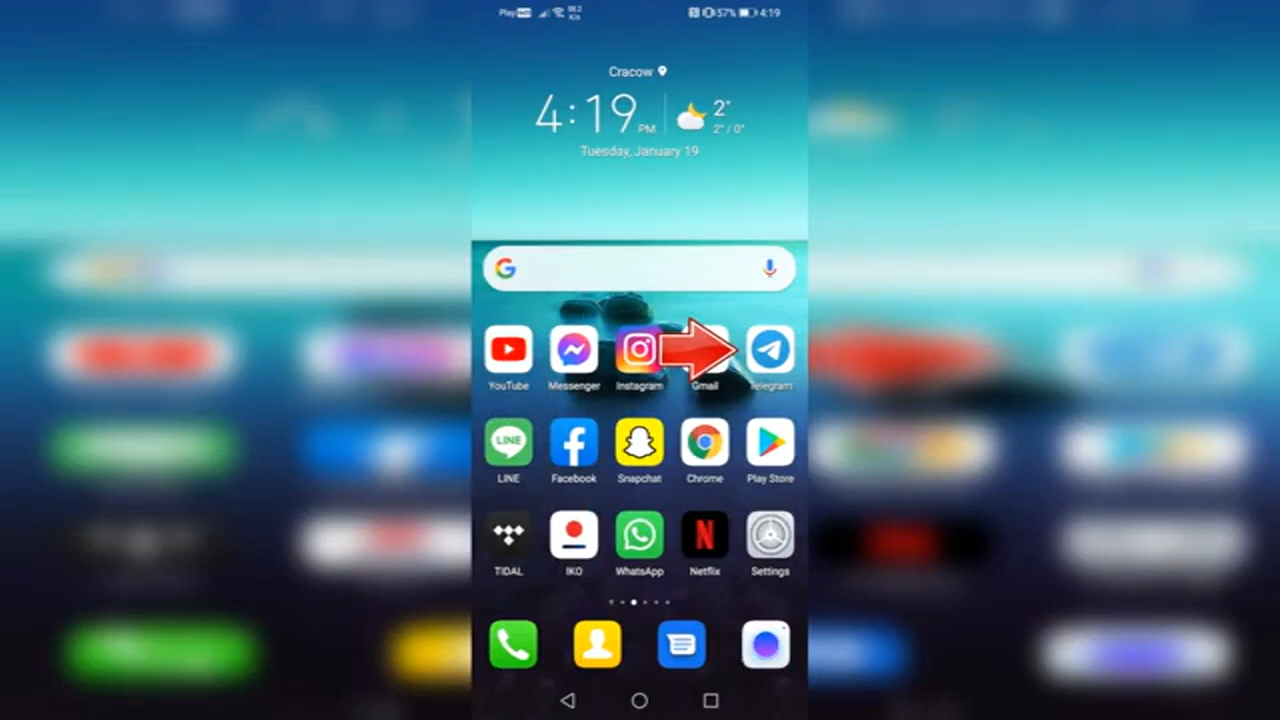 Play 57% 4:19
Cracow
4:19 PM 2°
2° / 0°
Tuesday, January 19
YouTube Messenger Instagram Gmail Telegram
LINE
LINE Facebook Snapchat Chrome Play Store
TIDAL IKO WhatsApp Netflix Settings